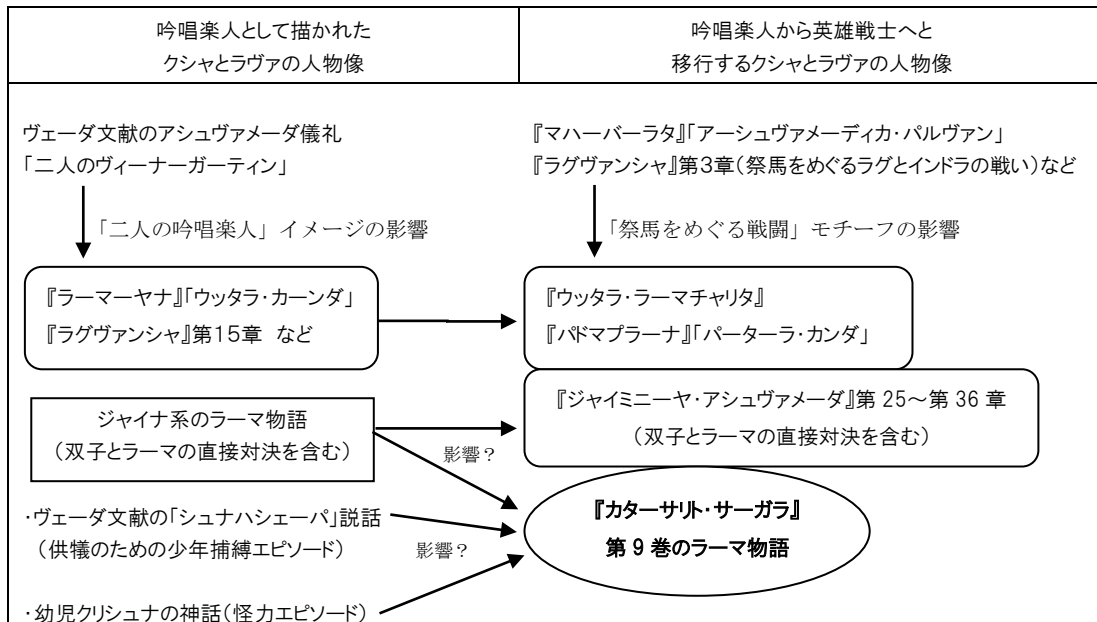 吟唱楽人として描かれた
クシャとラヴァの人物像
吟唱楽人から英雄戦士へと
移行するクシャとラヴァの人物像
ヴェーダ文献のアシュヴァメーダ儀礼
「二人のヴィーナーガーティン」
『マハーバーラタ』「アーシュヴァメーディカ・パルヴァン」
『ラグヴァンシャ』第3章(祭馬をめぐるラグとインドラの戦い)など
「二人の吟唱楽人」イメージの影響
「祭馬をめぐる戦闘」モチーフの影響
『ラーマーヤナ』「ウッタラ・カーンダ」
『ラグヴァンシャ』第15章 など
『ウッタラ・ラーマチャリタ』
『パドマプラーナ』「パーターラ・カンダ」
ジャイナ系のラーマ物語
(双子とラーマの直接対決を含む)
『ジャイミニーヤ・アシュヴァメーダ』第 25～第 36 章
(双子とラーマの直接対決を含む)
影響？
・ヴェーダ文献の「シュナハシェーパ」説話
(供犠のための少年捕縛エピソード)
影響？
『カターサリト・サーガラ』
第 9 巻のラーマ物語
・幼児クリシュナの神話(怪力エピソード)